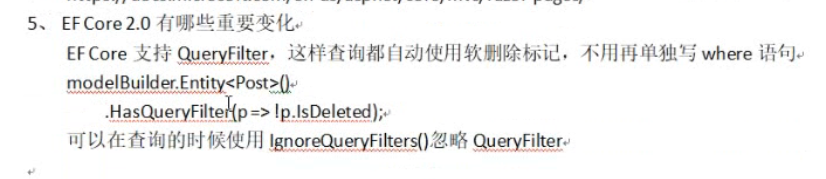 5、 EF Core 2.0 有哪些重要变化
EF Core 支持 QueryFilter，这样查询都自动使用软删除标记，不用再单独写 where 语句
modelBuilder.Entity<Post>()
.HasQueryFilter(p => !p.IsDeleted);
可以在查询的时候使用 IgnoreQueryFilters()忽略 QueryFilter